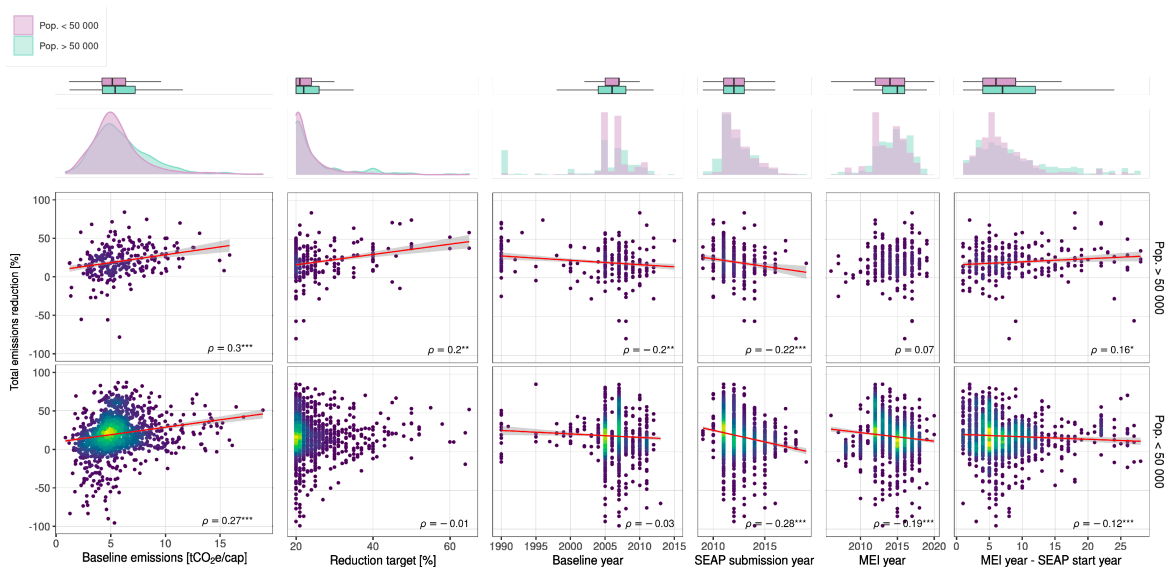 Pop. < 50 000
Pop. > 50 000
Total emissions reduction [%]
100
50
0
-50
-100
ρ = 0.3***
ρ = 0.2**
ρ = −0.2**
ρ = −0.22***
ρ = 0.07
ρ = 0.16*
Pop. > 50 000
100
50
0
-50
-100
ρ = 0.27***
ρ = −0.01
ρ = −0.03
ρ = −0.28***
ρ = −0.19***
ρ = −0.12***
Pop. < 50 000
0 5 10 15
20 40 60
1990 1995 2000 2005 2010 2015
2010 2015
2010 2015 2020
0 5 10 15 20 25
Baseline emissions [tCO₂e/cap]
Reduction target [%]
Baseline year
SEAP submission year
MEI year
MEI year - SEAP start year